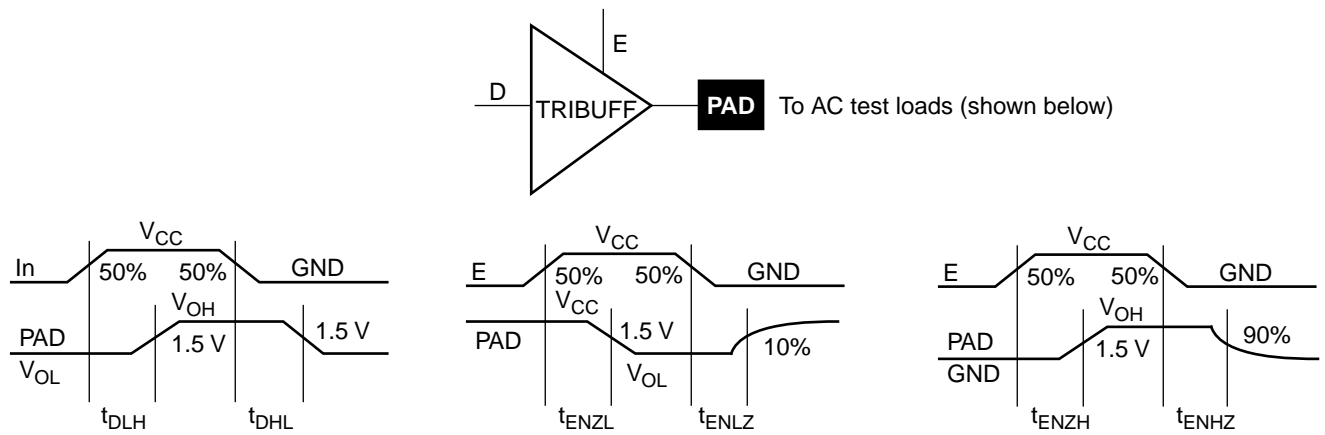 E
D
TRIBUFF
PAD
To AC test loads (shown below)
In
VCC
50%
50%
GND
PAD
VOL
VOH
1.5 V
1.5 V
tDLH
tDHL
E
VCC
50%
50%
GND
PAD
VCC
1.5 V
VOL
10%
tENZL
tENLZ
E
VCC
50%
50%
GND
PAD
GND
VOH
1.5 V
90%
tENZH
tENHZ